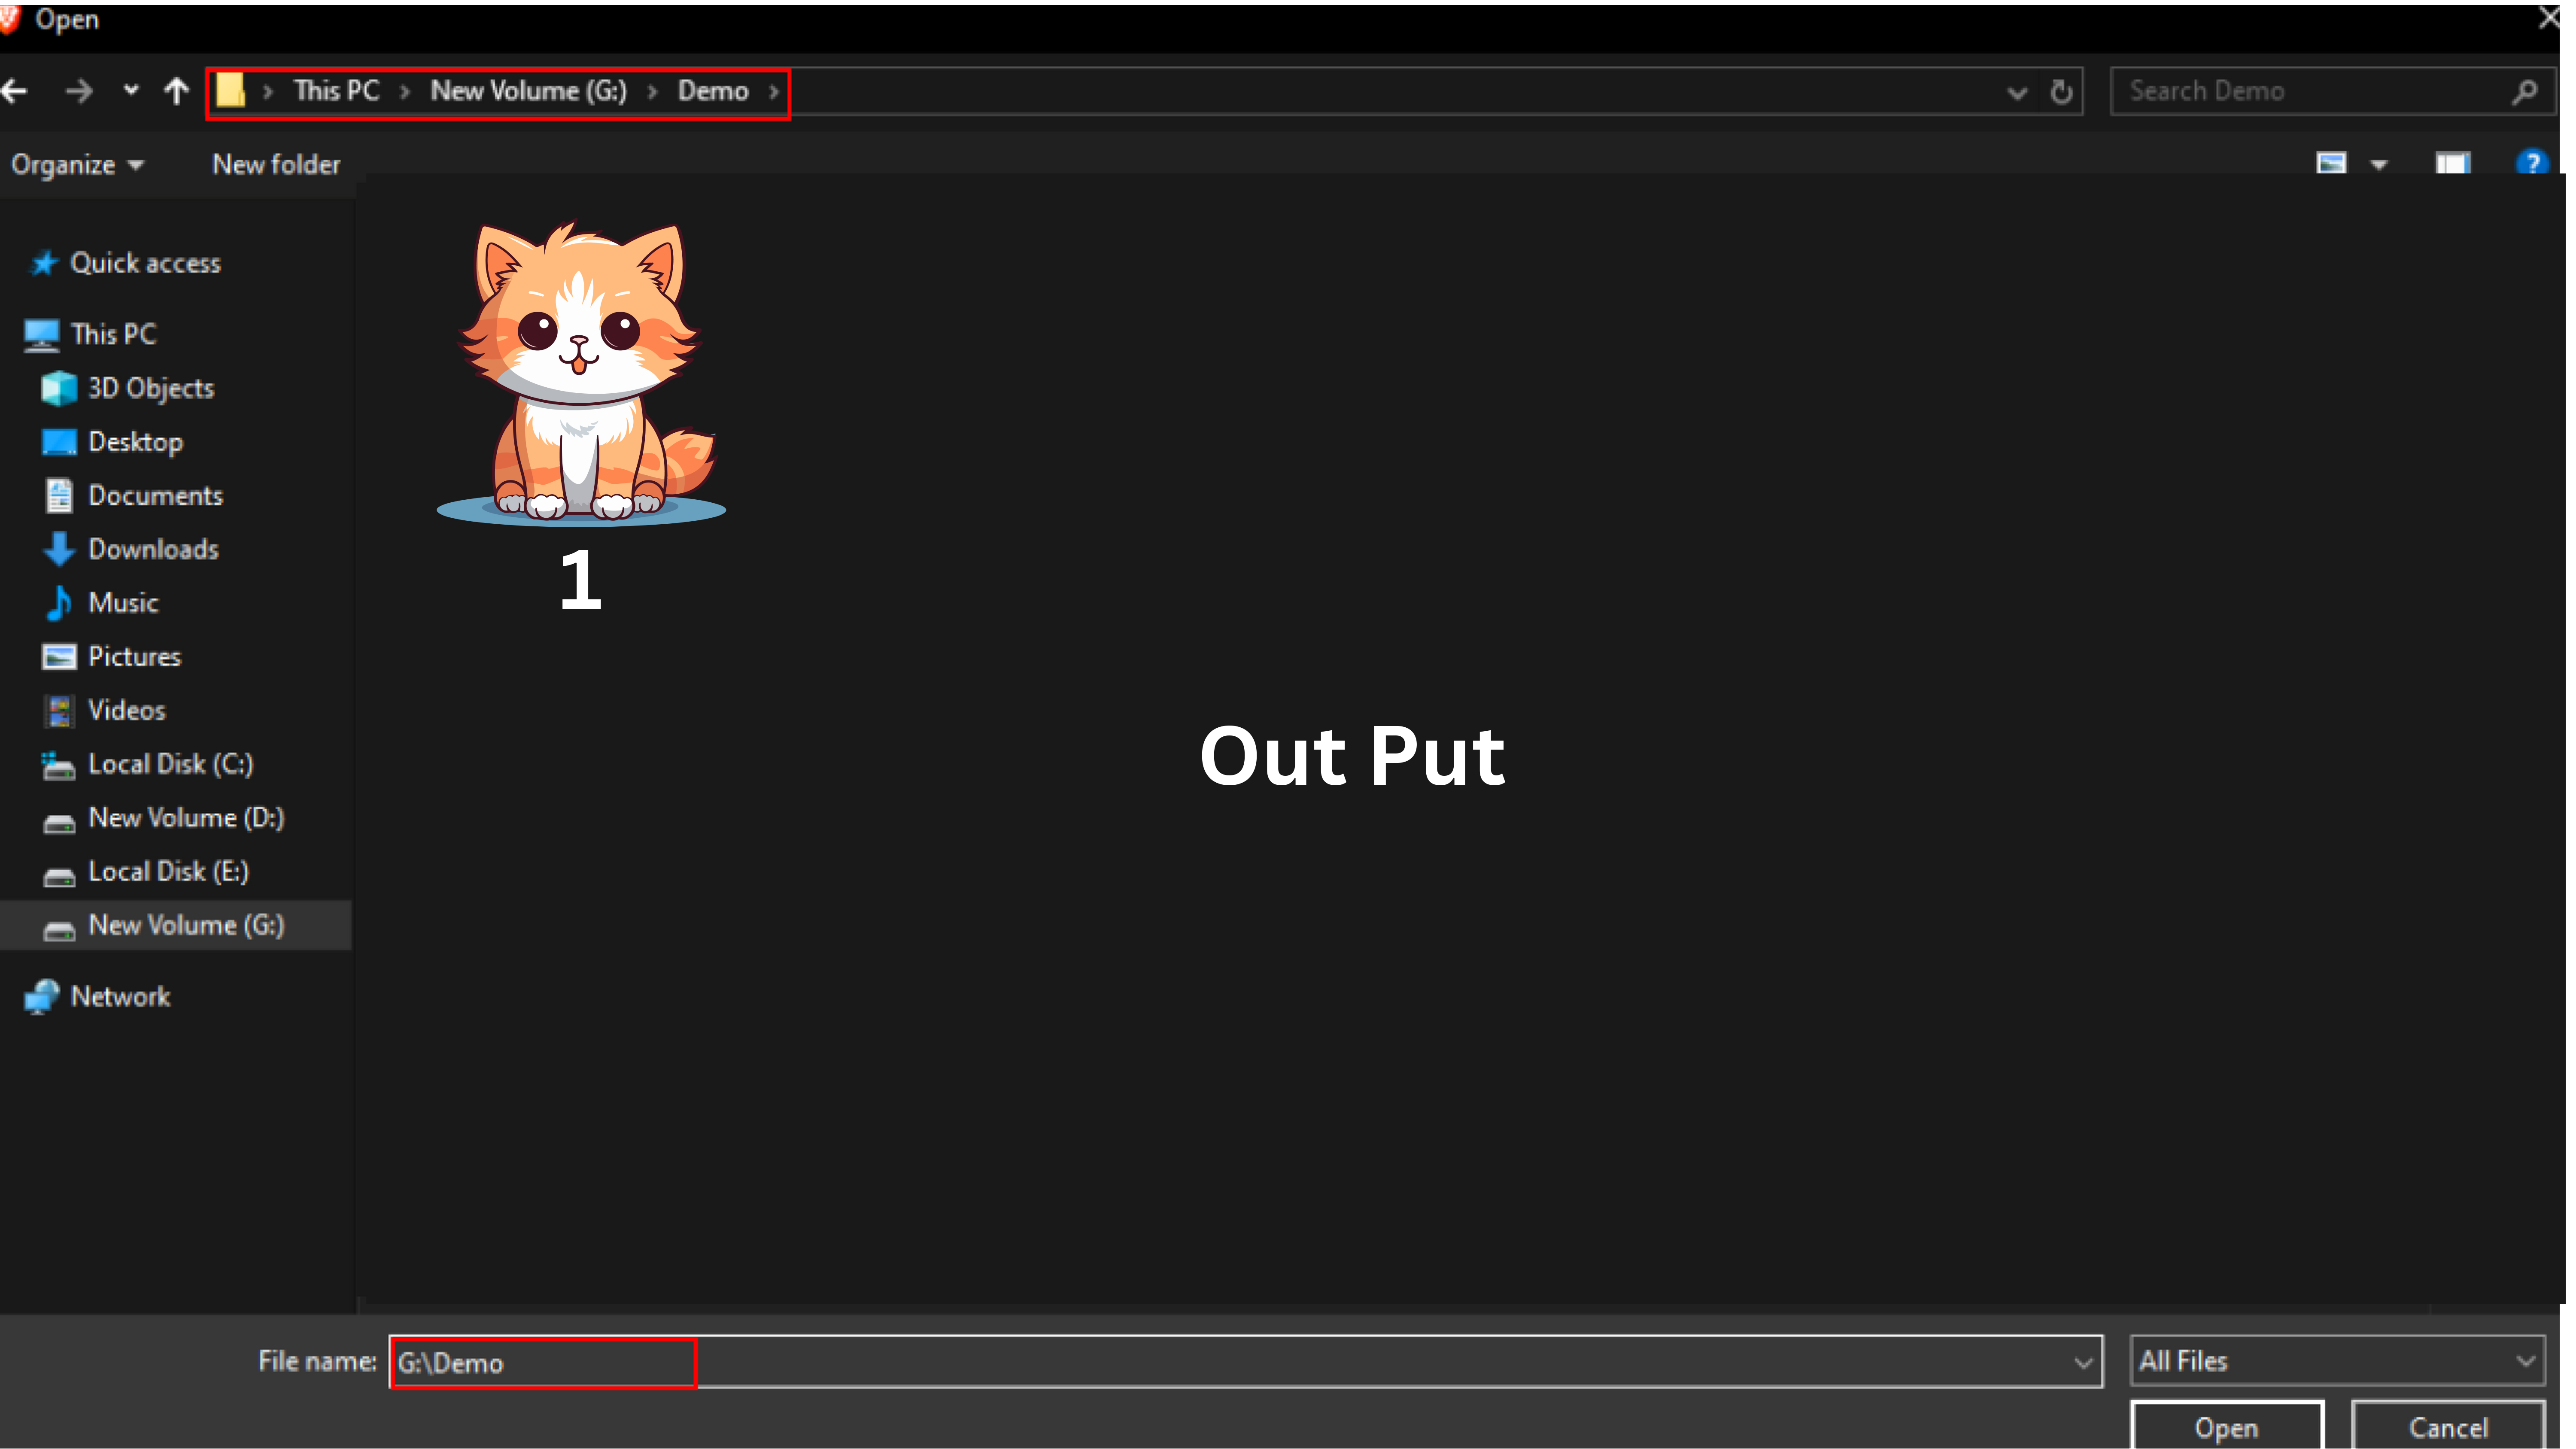 Open
This PC > New Volume (G:) > Demo >
Search Demo
Organize
New folder
?
Quick access
This PC
3D Objects
Desktop
Documents
Downloads
Music
Pictures
Videos
Local Disk (C:)
New Volume (D:)
Local Disk (E:)
New Volume (G:)
Network
1
Out Put
File name: G:\Demo
All Files
Open
Cancel